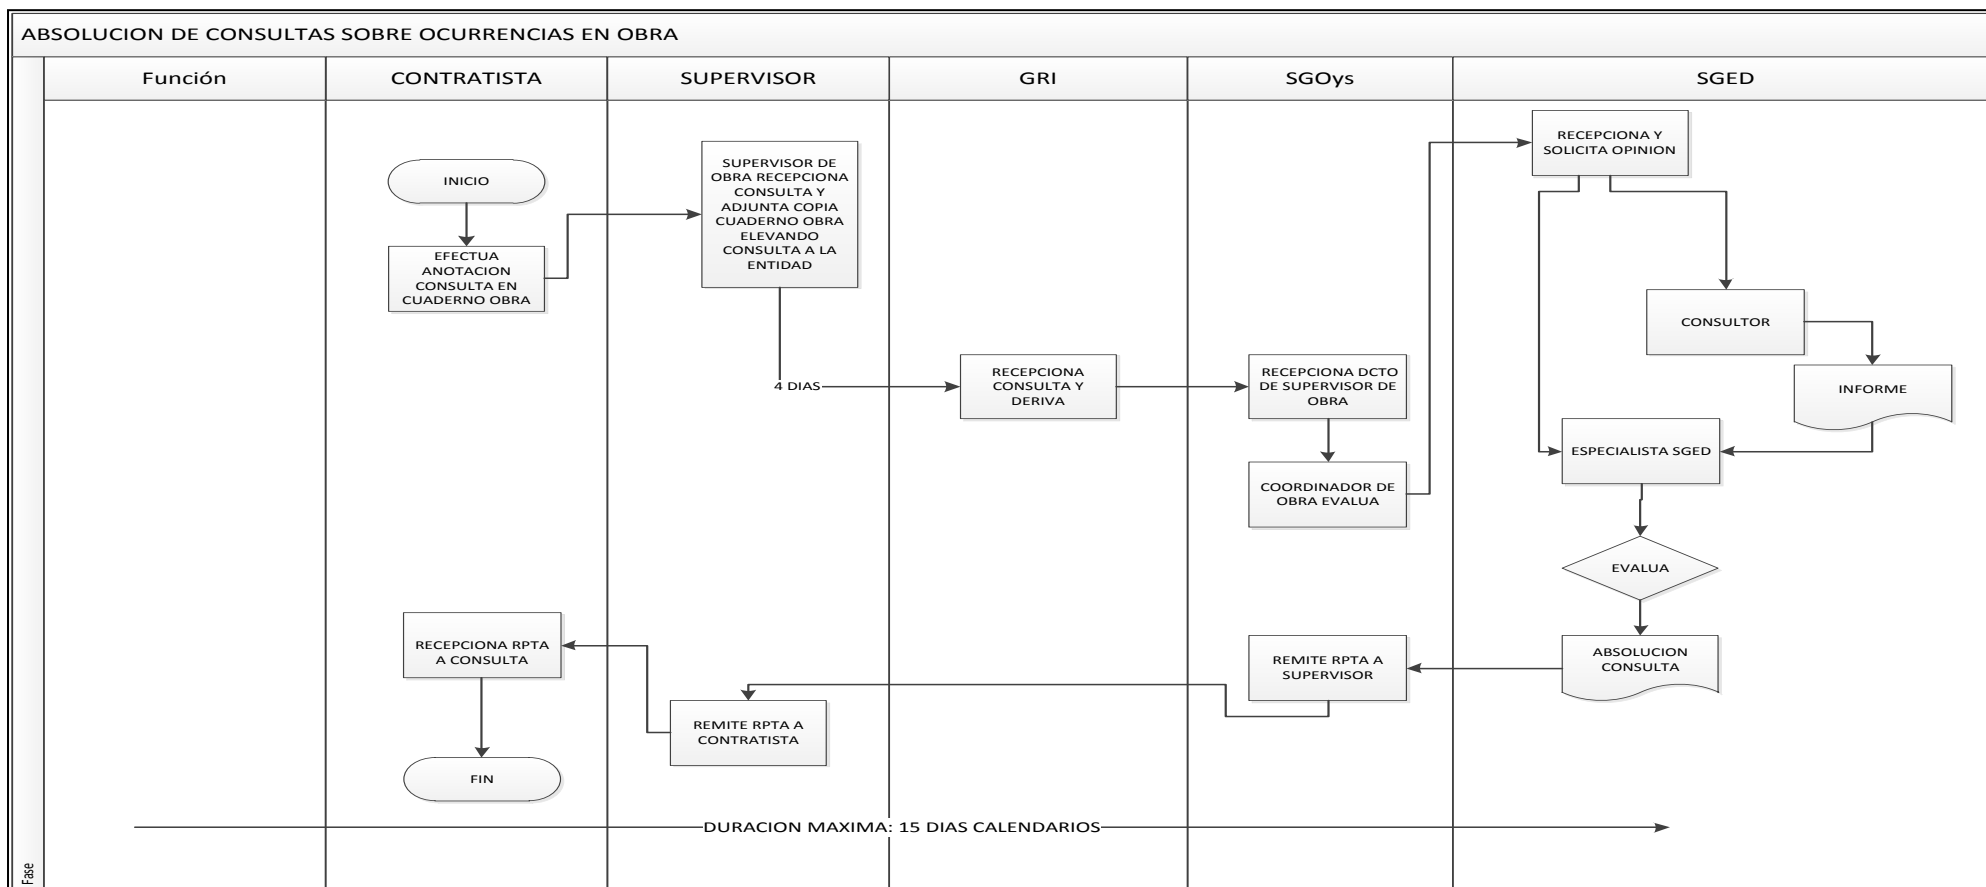 ABSOLUCION DE CONSULTAS SOBRE OCURRENCIAS EN OBRA
Función
CONTRATISTA
SUPERVISOR
GRI
SGOys
SGED
INICIO
EFECTUA
ANOTACION
CONSULTA EN
CUADERNO OBRA
SUPERVISOR DE
OBRA RECEPCIONA
CONSULTA Y
ADJUNTA COPIA
CUADERNO OBRA
ELEVANDO
CONSULTA A LA
ENTIDAD
4 DIAS
RECEPCIONA
CONSULTA Y
DERIVA
RECEPCIONA DCTO
DE SUPERVISOR DE
OBRA
COORDINADOR DE
OBRA EVALUA
RECEPCIONA Y
SOLICITA OPINION
CONSULTOR
INFORME
ESPECIALISTA SGED
EVALUA
ABSOLUCION
CONSULTA
REMITE RPTA A
SUPERVISOR
REMITE RPTA A
CONTRATISTA
RECEPCIONA RPTA
A CONSULTA
FIN
DURACION MAXIMA: 15 DIAS CALENDARIOS
Fase